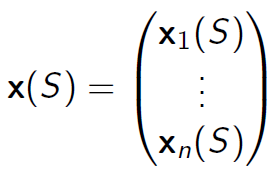 x(S) = ( x₁(S)
⋮
xₙ(S) )